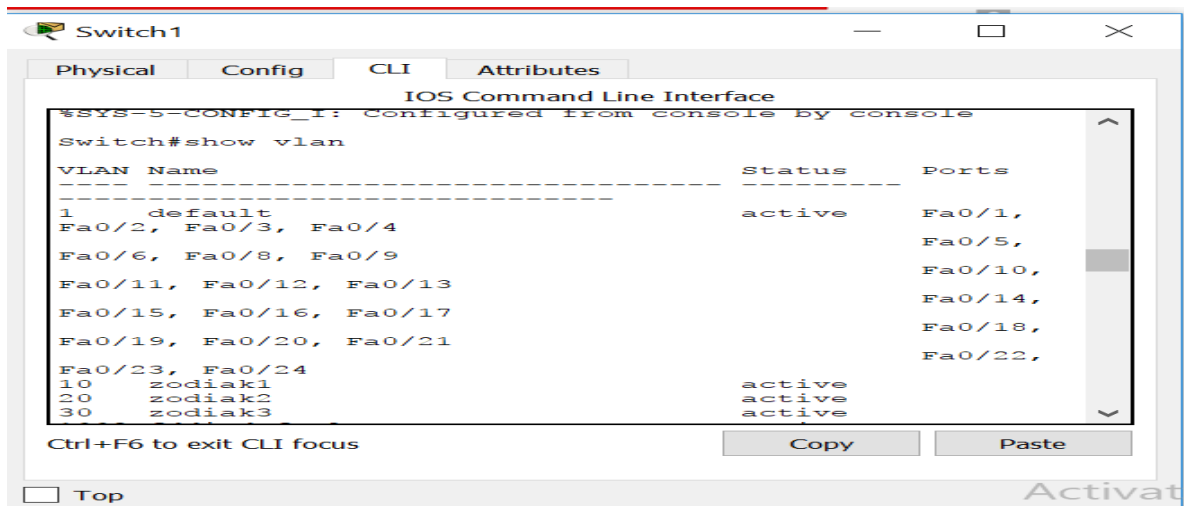 Switch1
Physical Config CLI Attributes
IOS Command Line Interface
%SYS-5-CONFIG_I: Configured from console by console
Switch#show vlan
VLAN Name Status Ports
---- -------------------------------- --------- -------------------------------
1 default active Fa0/1,
Fa0/2, Fa0/3, Fa0/4
Fa0/5,
Fa0/6, Fa0/8, Fa0/9
Fa0/10,
Fa0/11, Fa0/12, Fa0/13
Fa0/14,
Fa0/15, Fa0/16, Fa0/17
Fa0/18,
Fa0/19, Fa0/20, Fa0/21
Fa0/22,
Fa0/23, Fa0/24
10 zodiak1 active
20 zodiak2 active
30 zodiak3 active
Ctrl+F6 to exit CLI focus Copy Paste
Top
Activat